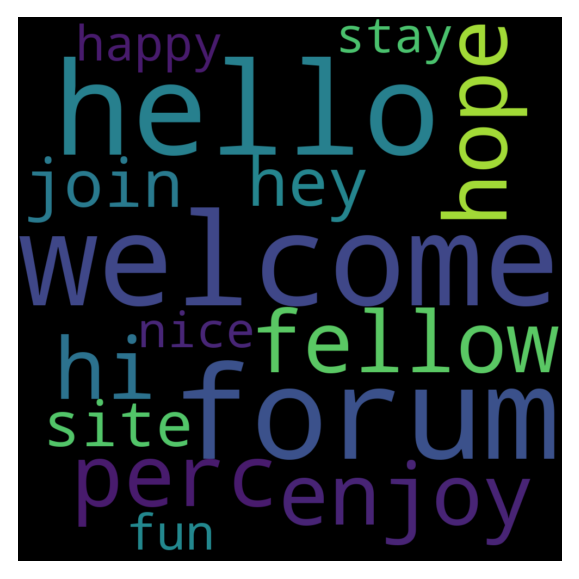 happy
stay
hello
hope
join
hey
welcome
nice
fellow
hi
forum
site
perc
enjoy
fun